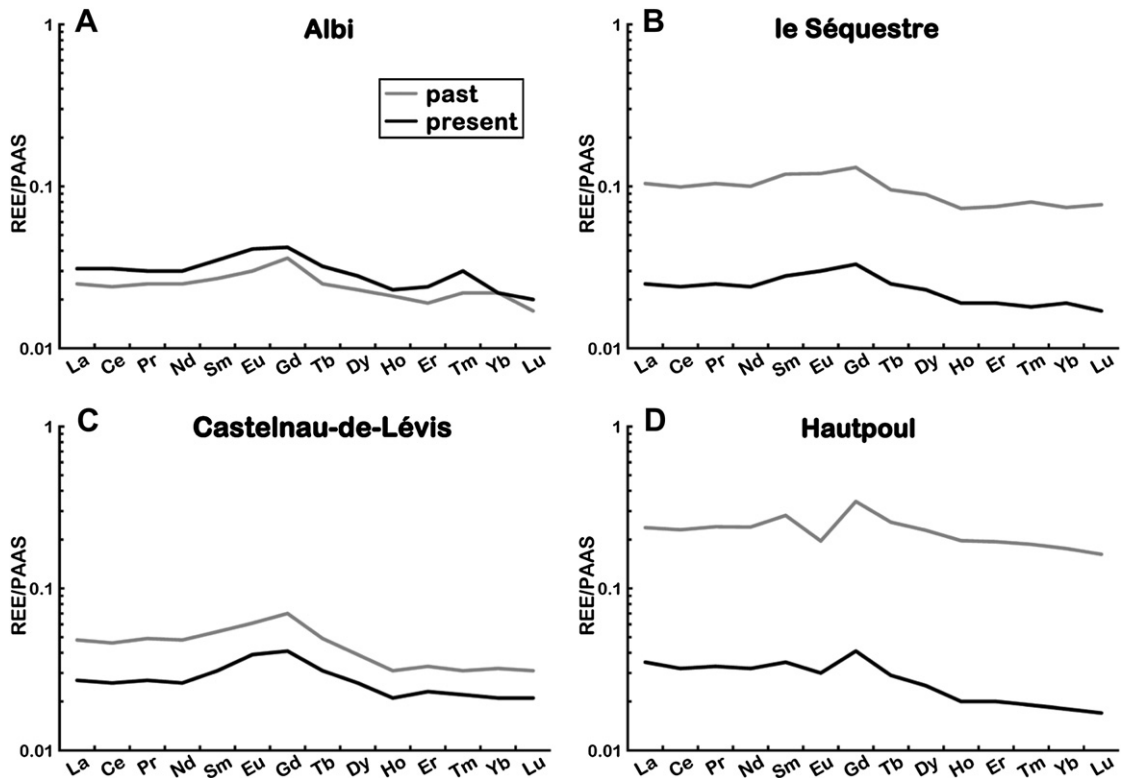 A
Albi
1
0.1
0.01
REE/PAAS
past
present
La Ce Pr Nd Sm Eu Gd Tb Dy Ho Er Tm Yb Lu
B
le Séquestre
1
0.1
0.01
REE/PAAS
La Ce Pr Nd Sm Eu Gd Tb Dy Ho Er Tm Yb Lu
C
Castelnau-de-Lévis
1
0.1
0.01
REE/PAAS
La Ce Pr Nd Sm Eu Gd Tb Dy Ho Er Tm Yb Lu
D
Hautpoul
1
0.1
0.01
REE/PAAS
La Ce Pr Nd Sm Eu Gd Tb Dy Ho Er Tm Yb Lu